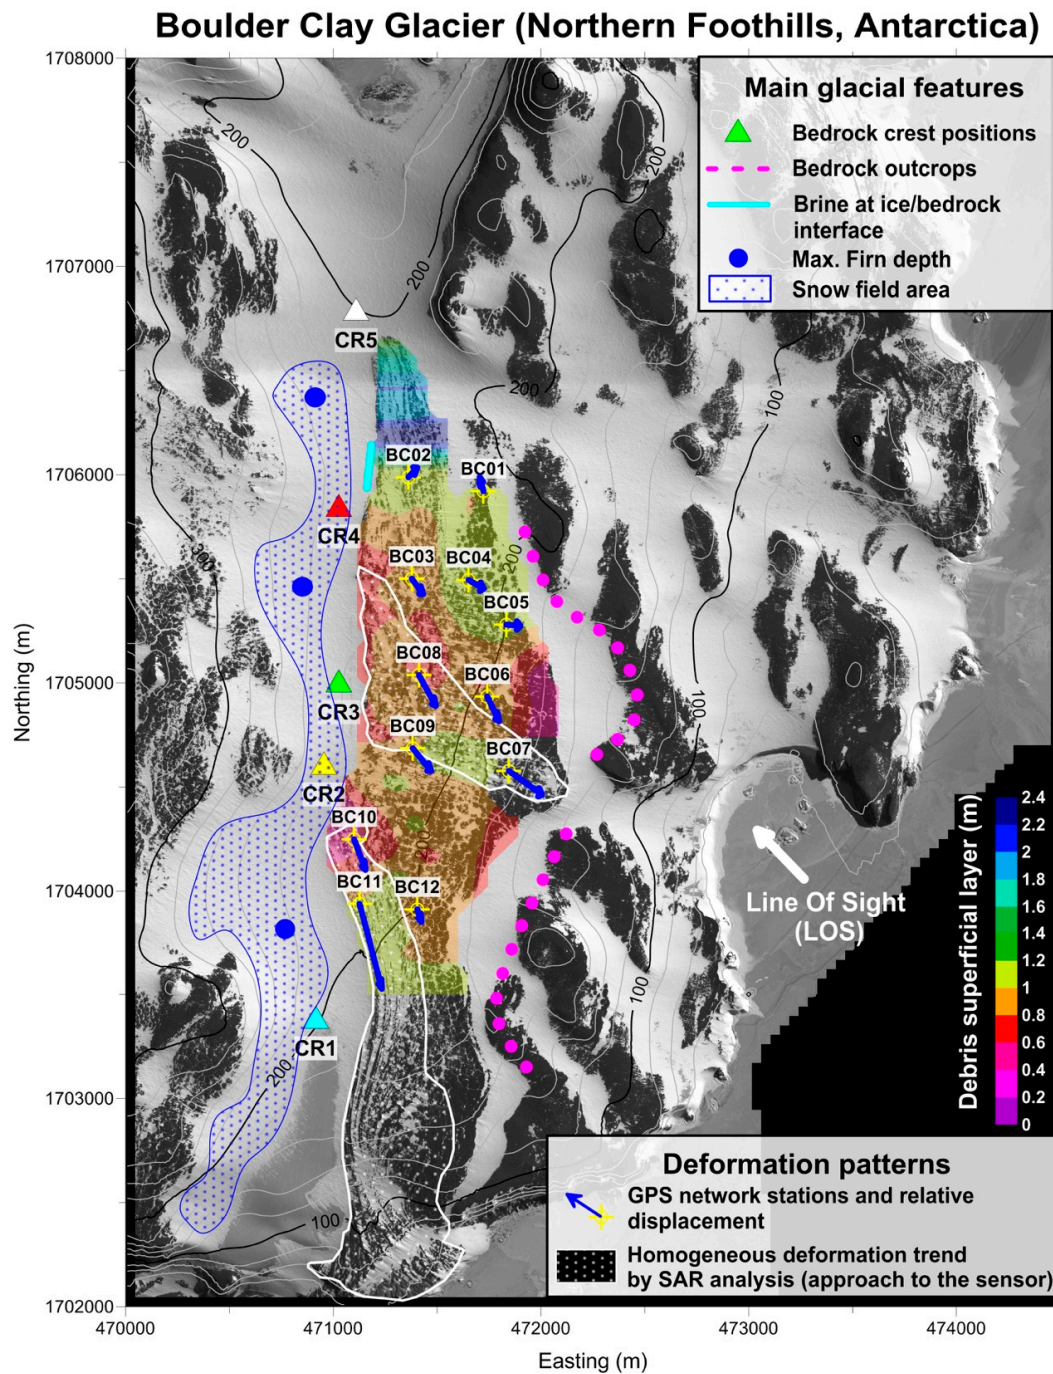 Boulder Clay Glacier (Northern Foothills, Antarctica)
1708000
1707000
1706000
1705000
1704000
1703000
1702000
Northing (m)
470000
471000
472000
473000
474000
Easting (m)
Main glacial features
Bedrock crest positions
Bedrock outcrops
Brine at ice/bedrock
interface
Max. Firn depth
Snow field area
200
200
200
200
200
200
200
100
100
100
100
CR5
CR4
CR3
CR2
CR1
BC02
BC01
BC03
BC04
BC05
BC08
BC06
BC09
BC07
BC10
BC11
BC12
Line Of Sight
(LOS)
Debris superficial layer (m)
2.4
2.2
2
1.8
1.6
1.4
1.2
1
0.8
0.6
0.4
0.2
0
Deformation patterns
GPS network stations and relative
displacement
Homogeneous deformation trend
by SAR analysis (approach to the sensor)